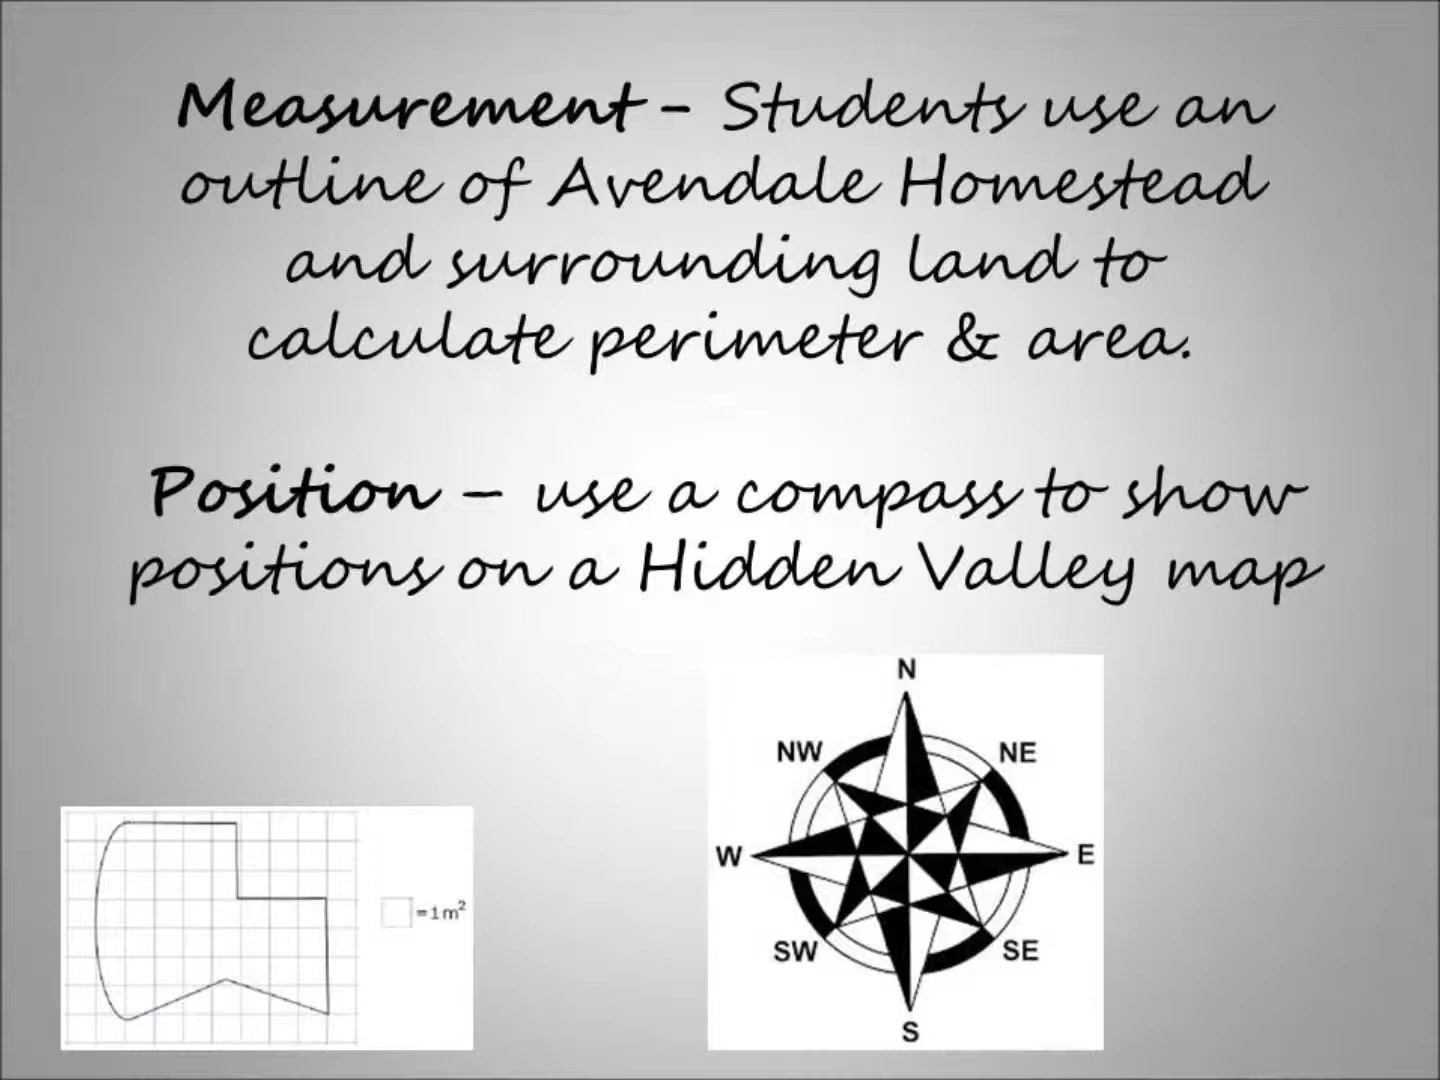 Measurement - Students use an
outline of Avendale Homestead
and surrounding land to
calculate perimeter & area.
Position – use a compass to show
positions on a Hidden Valley map
N
NW
NE
W
E
SW
SE
S
=1m²